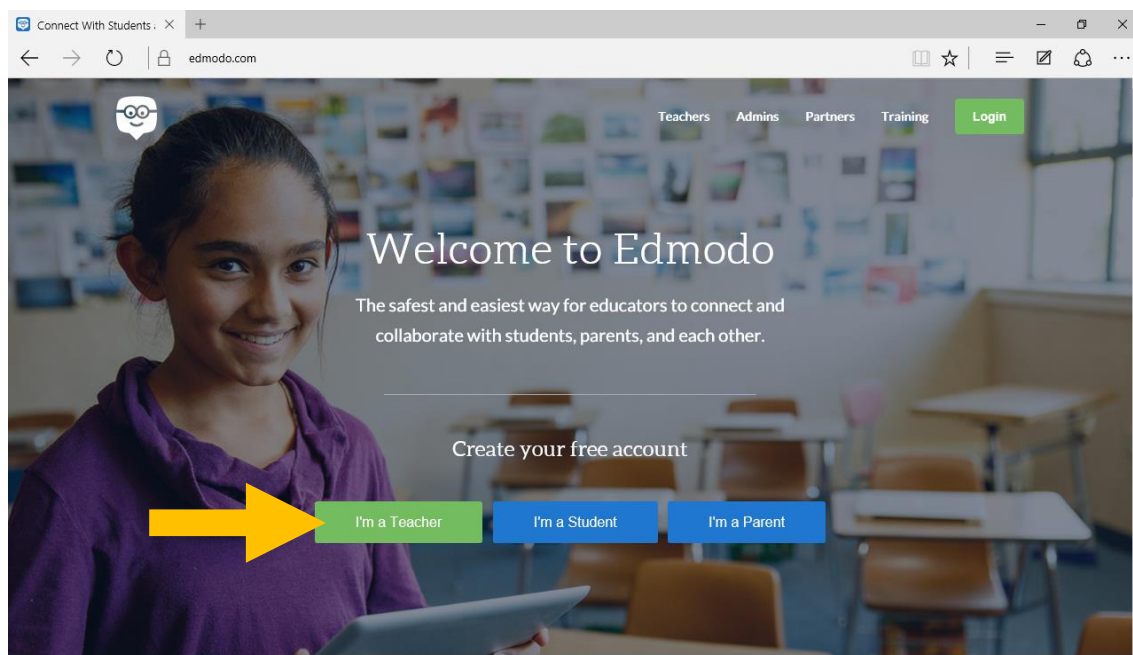 Connect With Students &
edmodo.com
Teachers Admins Partners Training Login
Welcome to Edmodo
The safest and easiest way for educators to connect and
collaborate with students, parents, and each other.
Create your free account
I'm a Teacher I'm a Student I'm a Parent